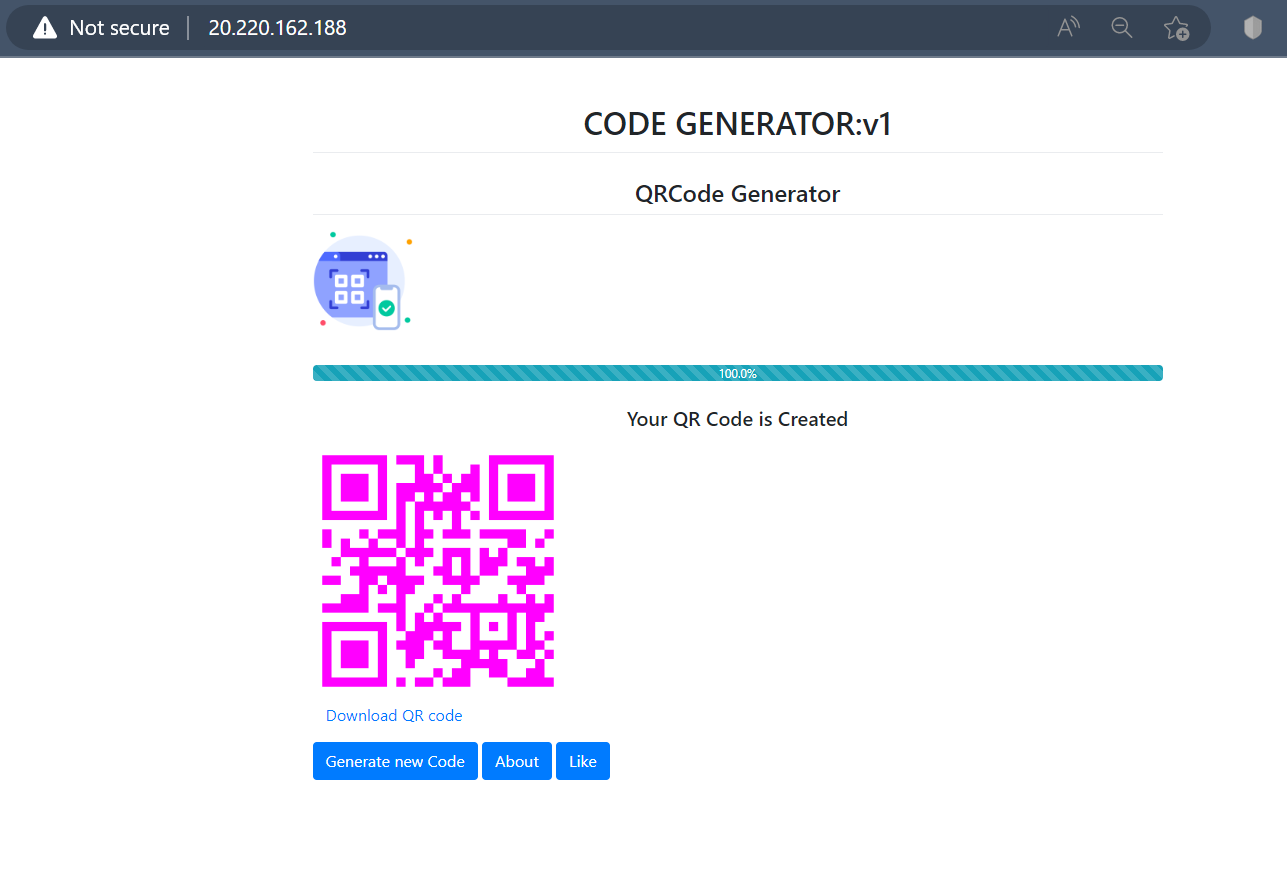 Not secure 20.220.162.188
CODE GENERATOR:v1
QRCode Generator
100.0%
Your QR Code is Created
Download QR code
Generate new Code About Like